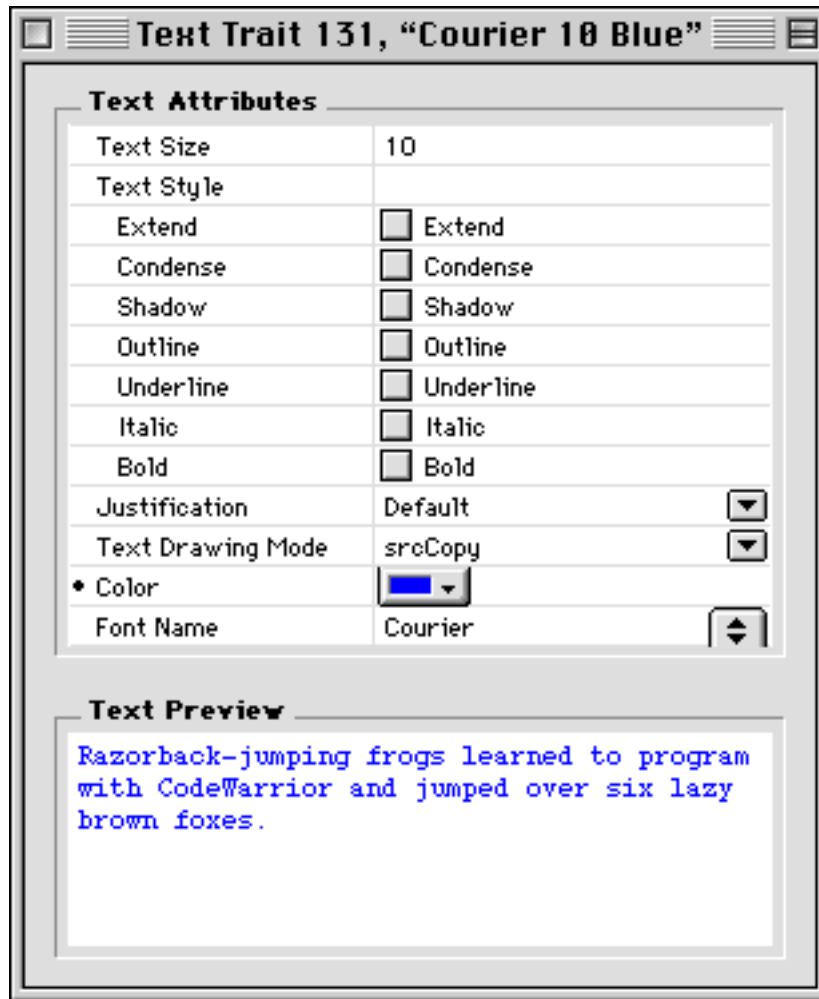 Text Trait 131, “Courier 10 Blue”
Text Attributes
Text Size 10
Text Style
Extend Extend
Condense Condense
Shadow Shadow
Outline Outline
Underline Underline
Italic Italic
Bold Bold
Justification Default
Text Drawing Mode srcCopy
• Color
Font Name Courier
Text Preview
Razorback-jumping frogs learned to program
with CodeWarrior and jumped over six lazy
brown foxes.